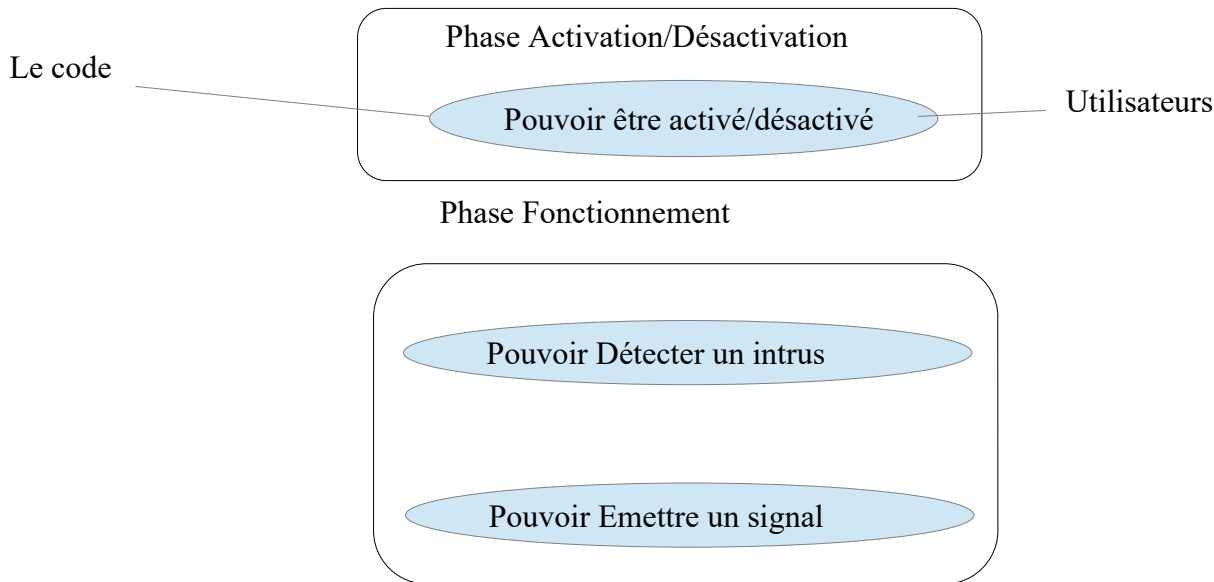 Phase Activation/Désactivation
Le code
Pouvoir être activé/désactivé
Utilisateurs
Phase Fonctionnement
Pouvoir Détecter un intrus
Pouvoir Emettre un signal